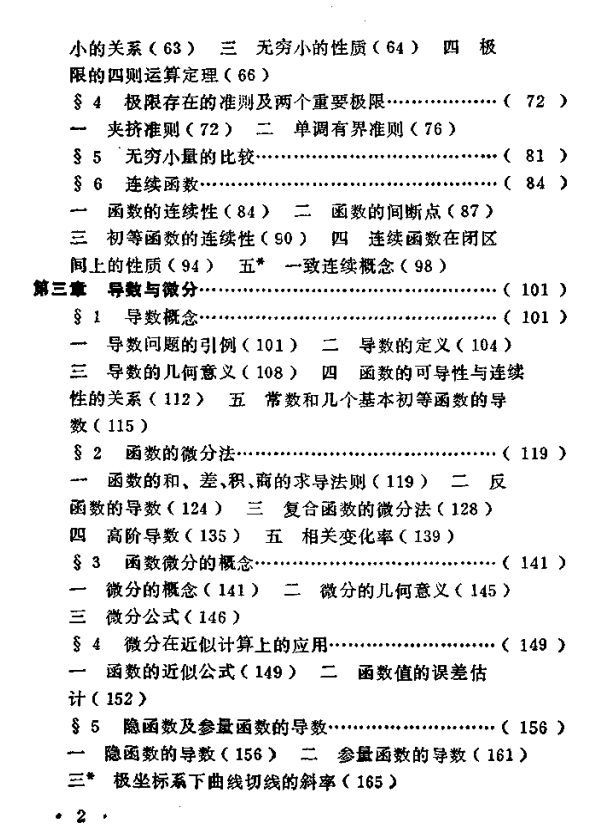 小的关系(63) 三 无穷小的性质(64) 四 极
限的四则运算定理(66)
§4 极限存在的准则及两个重要极限………………( 72 )
一 夹挤准则(72) 二 单调有界准则(76)
§5 无穷小量的比较…………………………………( 81 )
§6 连续函数…………………………………………( 84 )
一 函数的连续性(84) 二 函数的间断点(87)
三 初等函数的连续性(90) 四 连续函数在闭区
间上的性质(94) 五* 一致连续概念(98)
第三章 导数与微分…………………………………………( 101 )
§1 导数概念…………………………………………( 101 )
一 导数问题的引例(101) 二 导数的定义(104)
三 导数的几何意义(108) 四 函数的可导性与连续
性的关系(112) 五 常数和几个基本初等函数的导
数(115)
§2 函数的微分法……………………………………( 119 )
一 函数的和、差、积、商的求导法则(119) 二 反
函数的导数(124) 三 复合函数的微分法(128)
四 高阶导数(135) 五 相关变化率(139)
§3 函数微分的概念…………………………………( 141 )
一 微分的概念(141) 二 微分的几何意义(145)
三 微分公式(146)
§4 微分在近似计算上的应用………………………( 149 )
一 函数的近似公式(149) 二 函数值的误差估
计(152)
§5 隐函数及参量函数的导数………………………( 156 )
一 隐函数的导数(156) 二 参量函数的导数(161)
三* 极坐标系下曲线切线的斜率(165)
· 2 ·